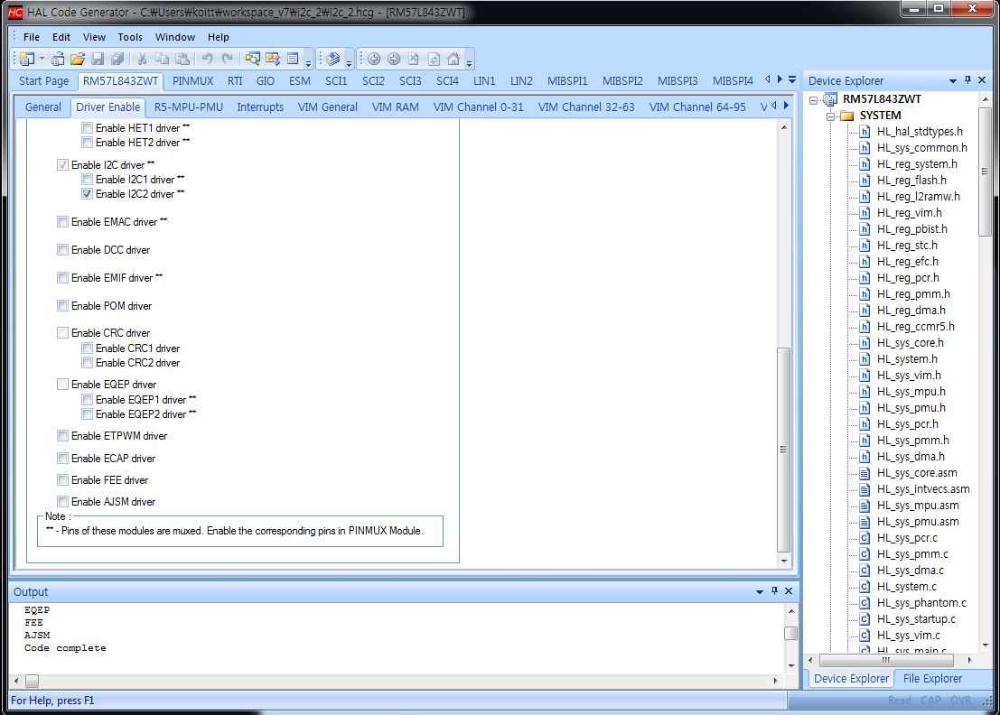 HC HAL Code Generator - C:₩Users₩koitt₩workspace_v7₩i2c_2₩i2c_2.hcg - [RM57L843ZWT]
File Edit View Tools Window Help
Start Page RM57L843ZWT PINMUX RTI GIO ESM SCI1 SCI2 SCI3 SCI4 LIN1 LIN2 MIBSPI1 MIBSPI2 MIBSPI3 MIBSPI4
General Driver Enable R5-MPU-PMU Interrupts VIM General VIM RAM VIM Channel 0-31 VIM Channel 32-63 VIM Channel 64-95 V
Enable HET1 driver **
Enable HET2 driver **
Enable I2C driver **
Enable I2C1 driver **
Enable I2C2 driver **
Enable EMAC driver **
Enable DCC driver
Enable EMIF driver **
Enable POM driver
Enable CRC driver
Enable CRC1 driver
Enable CRC2 driver
Enable EQEP driver
Enable EQEP1 driver **
Enable EQEP2 driver **
Enable ETPWM driver
Enable ECAP driver
Enable FEE driver
Enable AJSM driver
Note :
** - Pins of these modules are muxed. Enable the corresponding pins in PINMUX Module.
Output
EQEP
FEE
AJSM
Code complete
Device Explorer
RM57L843ZWT
SYSTEM
HL_hal_stdtypes.h
HL_sys_common.h
HL_reg_system.h
HL_reg_flash.h
HL_reg_l2ramw.h
HL_reg_vim.h
HL_reg_pbist.h
HL_reg_stc.h
HL_reg_efc.h
HL_reg_pcr.h
HL_reg_pmm.h
HL_reg_dma.h
HL_reg_ccmr5.h
HL_sys_core.h
HL_system.h
HL_sys_vim.h
HL_sys_mpu.h
HL_sys_pmu.h
HL_sys_pcr.h
HL_sys_pmm.h
HL_sys_dma.h
HL_sys_core.asm
HL_sys_intvecs.asm
HL_sys_mpu.asm
HL_sys_pmu.asm
HL_sys_pcr.c
HL_sys_pmm.c
HL_sys_dma.c
HL_system.c
HL_sys_phantom.c
HL_sys_startup.c
HL_sys_vim.c
HL_sys_main.c
Device Explorer File Explorer
For Help, press F1
Read CAP OVR